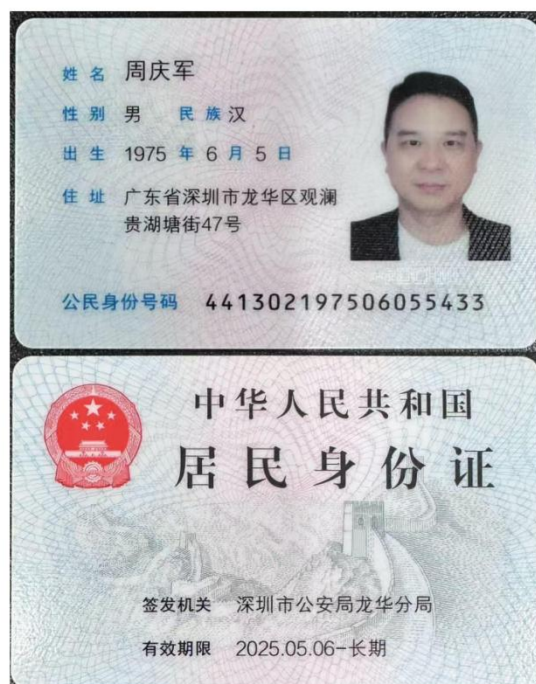 姓名 周庆军
性别 男 民族 汉
出生 1975 年 6 月 5 日
住址 广东省深圳市龙华区观澜
贵湖塘街47号
公民身份号码 441302197506055433
中华人民共和国
居民身份证
签发机关 深圳市公安局龙华分局
有效期限 2025.05.06-长期